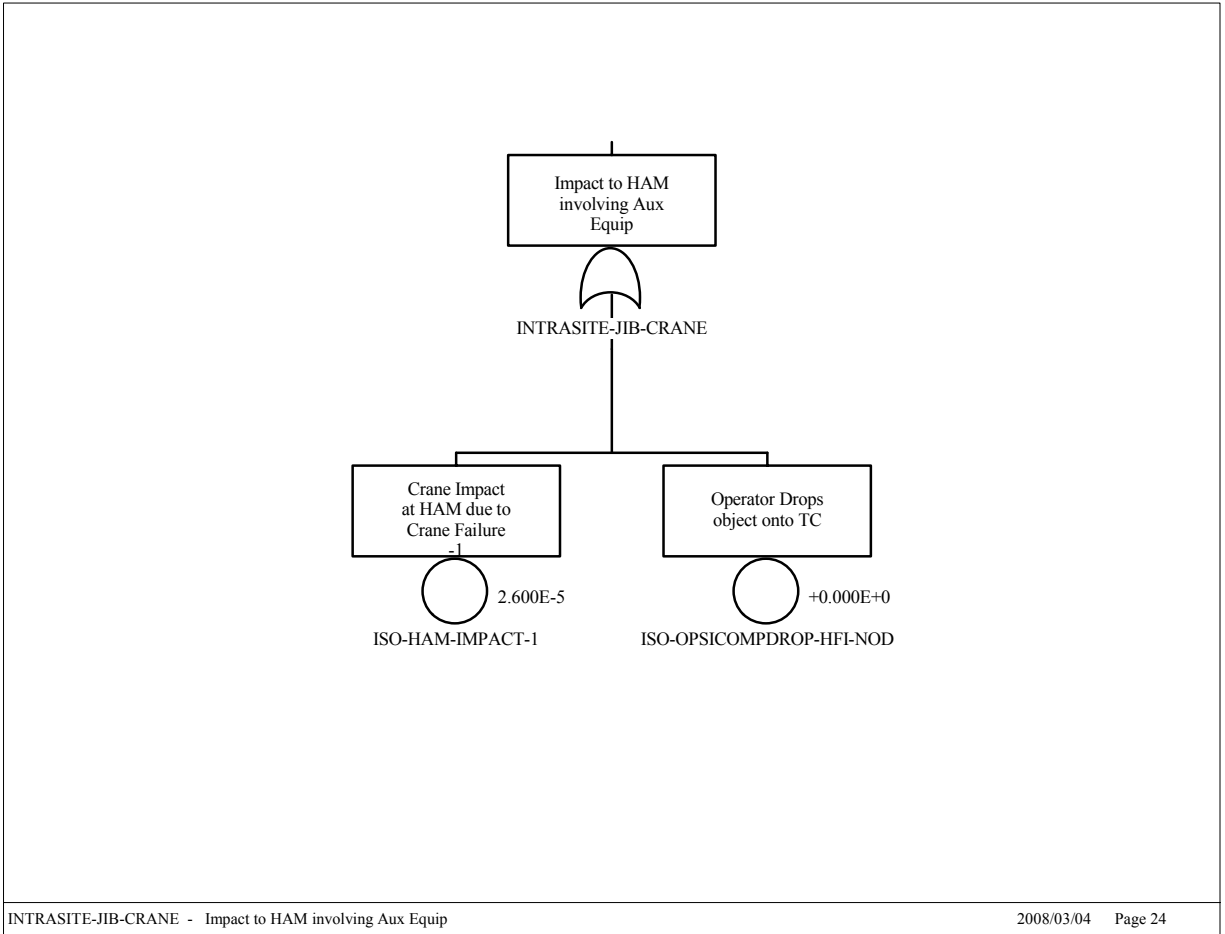 Impact to HAM
involving Aux
Equip
INTRASITE-JIB-CRANE
Crane Impact
at HAM due to
Crane Failure
-1
2.600E-5
ISO-HAM-IMPACT-1
Operator Drops
object onto TC
+0.000E+0
ISO-OPSICOMPDROP-HFI-NOD
INTRASITE-JIB-CRANE - Impact to HAM involving Aux Equip
2008/03/04 Page 24